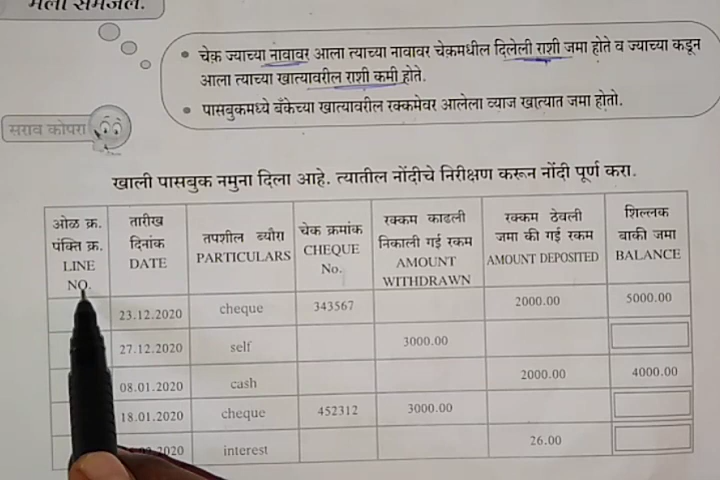 मला समजले.
चेक ज्याच्या नावावर आला त्याच्या नावावर चेक़मधील दिलेली राशी जमा होते व ज्याच्या कडून
आला त्याच्या खात्यावरील राशी कमी होते.
पासबुकमध्ये बँकेच्या खात्यावरील रक्कमेवर आलेला व्याज खात्यात जमा होतो.
सराव कोपरा
खाली पासबुक नमुना दिला आहे. त्यातील नोंदीचे निरीक्षण करून नोंदी पूर्ण करा.
ओळ क्र. पंक्ति क्र. LINE NO. तारीख दिनांक DATE तपशील ब्यौरा PARTICULARS चेक क्रमांक CHEQUE No. रक्कम काढली निकाली गई रकम AMOUNT WITHDRAWN रक्कम ठेवली जमा की गई रकम AMOUNT DEPOSITED शिल्लक बाकी जमा BALANCE
23.12.2020 cheque 343567 2000.00 5000.00
27.12.2020 self 3000.00
08.01.2020 cash 2000.00 4000.00
18.01.2020 cheque 452312 3000.00
2020 interest 26.00